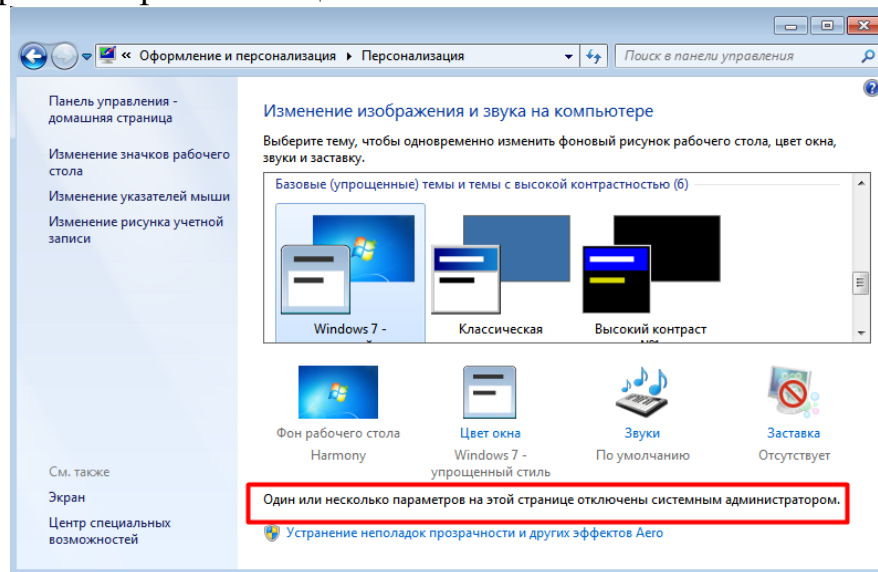 « Оформление и персонализация ▸ Персонализация
Поиск в панели управления
Панель управления -
домашняя страница
Изменение значков рабочего
стола
Изменение указателей мыши
Изменение рисунка учетной
записи
См. также
Экран
Центр специальных
возможностей
Изменение изображения и звука на компьютере
Выберите тему, чтобы одновременно изменить фоновый рисунок рабочего стола, цвет окна,
звуки и заставку.
Базовые (упрощенные) темы и темы с высокой контрастностью (6)
Windows 7 -
Классическая
Высокий контраст
Фон рабочего стола
Harmony
Цвет окна
Windows 7 -
упрощенный стиль
Звуки
По умолчанию
Заставка
Отсутствует
Один или несколько параметров на этой странице отключены системным администратором.
Устранение неполадок прозрачности и других эффектов Aero